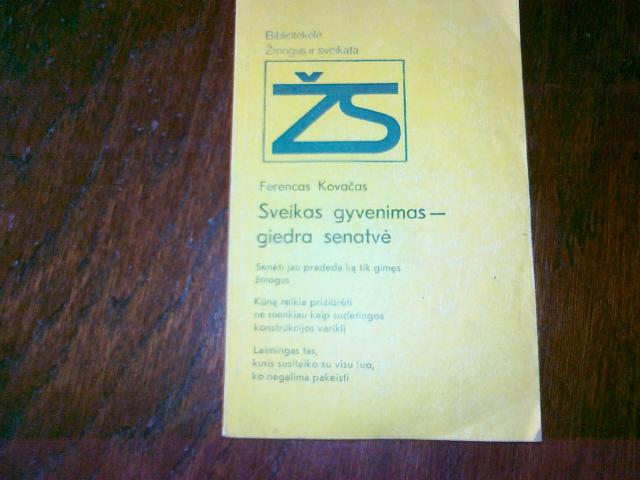 Bibliotekėlė
Žmogus ir sveikata
ŽS
Ferencas Kovačas
Sveikas gyvenimas —
giedra senatvė
Senėti jau pradeda ką tik gimęs
žmogus
Kūną reikia prižiūrėti
ne menkiau kaip sudėtingos
konstrukcijos variklį
Laimingas tas,
kuris susitaiko su visu tuo,
ko negalima pakeisti